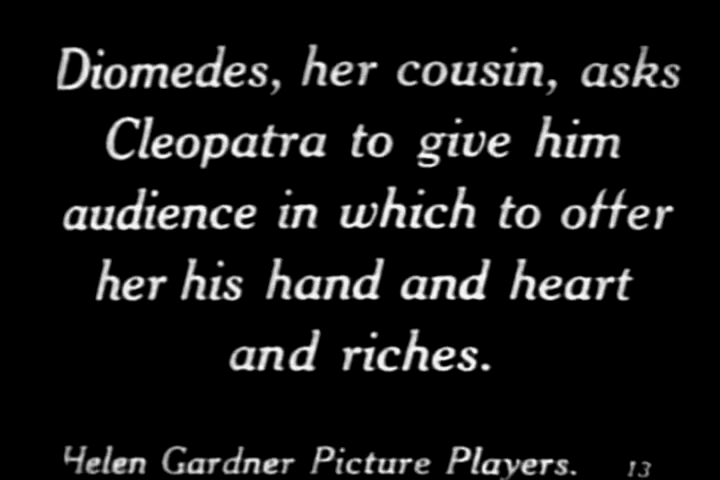 Diomedes, her cousin, asks
Cleopatra to give him
audience in which to offer
her his hand and heart
and riches.
Helen Gardner Picture Players. 13